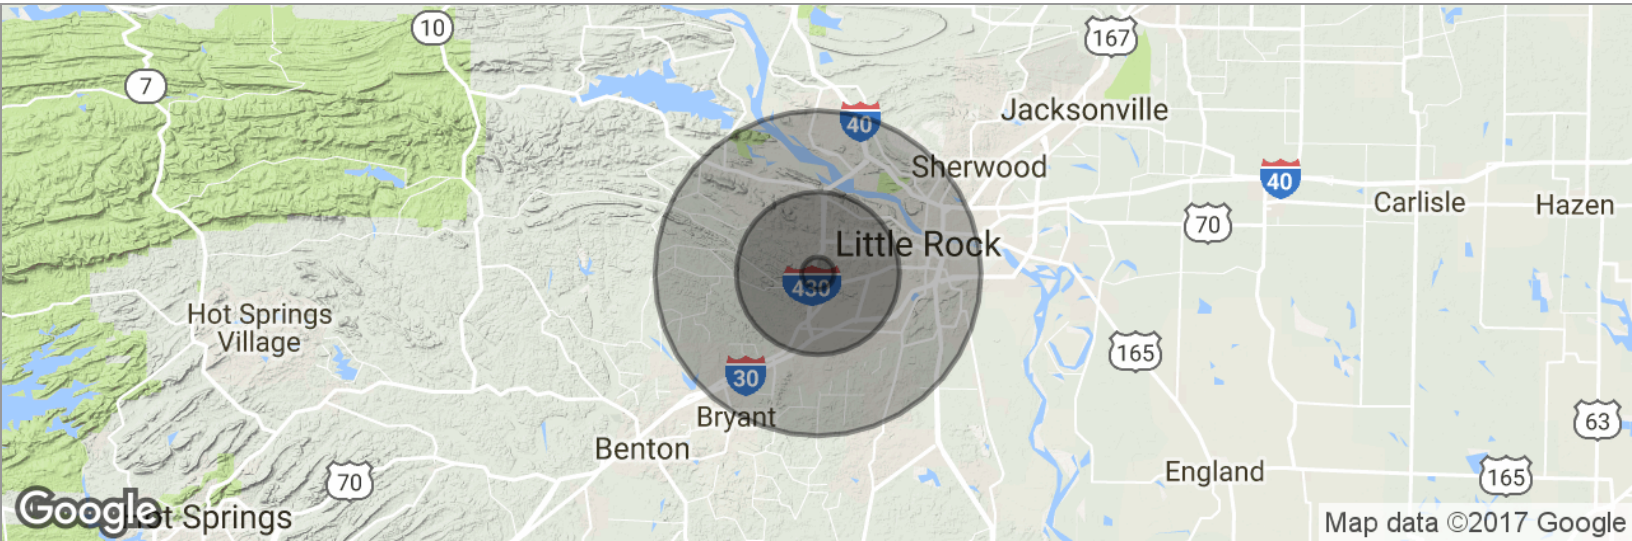 10
167
7
40
Jacksonville
Sherwood
40
Carlisle
Hazen
70
Little Rock
430
Hot Springs
Village
165
30
Bryant
63
Benton
England
165
70
Google
Hot Springs
Map data ©2017 Google